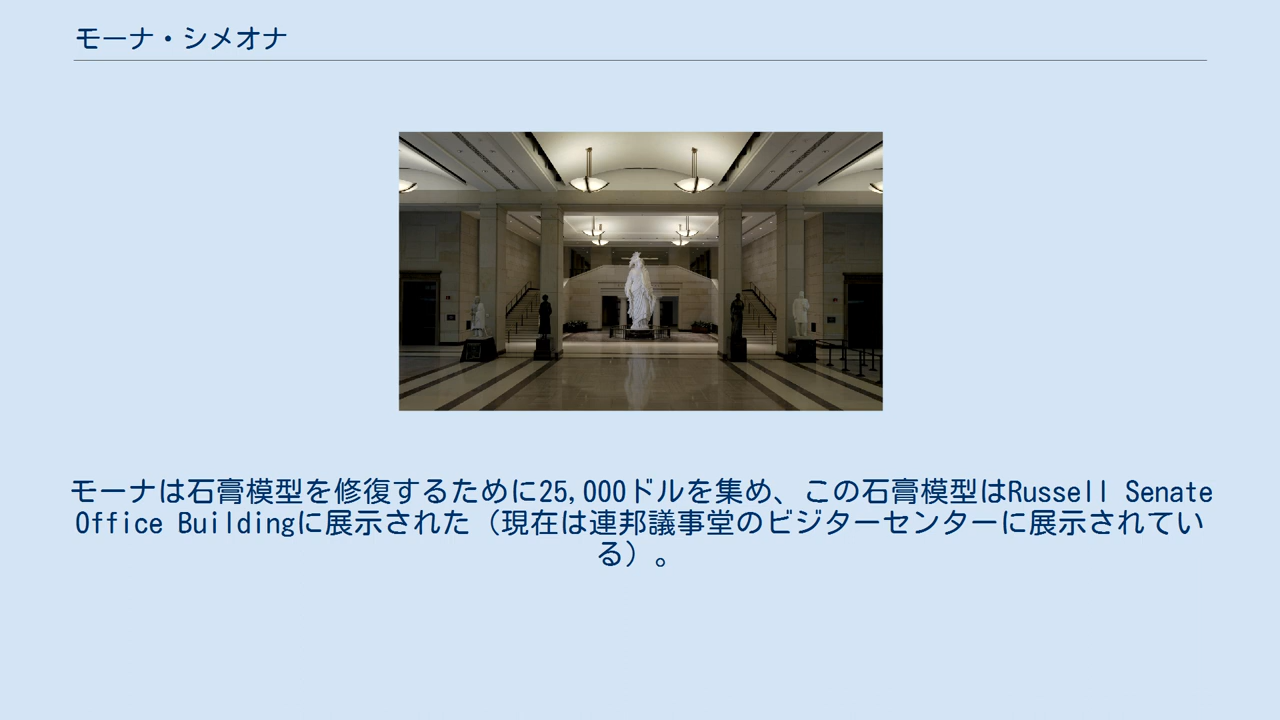 モーナ・シメオナ
モーナは石膏模型を修復するために25,000ドルを集め、この石膏模型はRussell Senate
Office Buildingに展示された（現在は連邦議事堂のビジターセンターに展示されてい
る）。